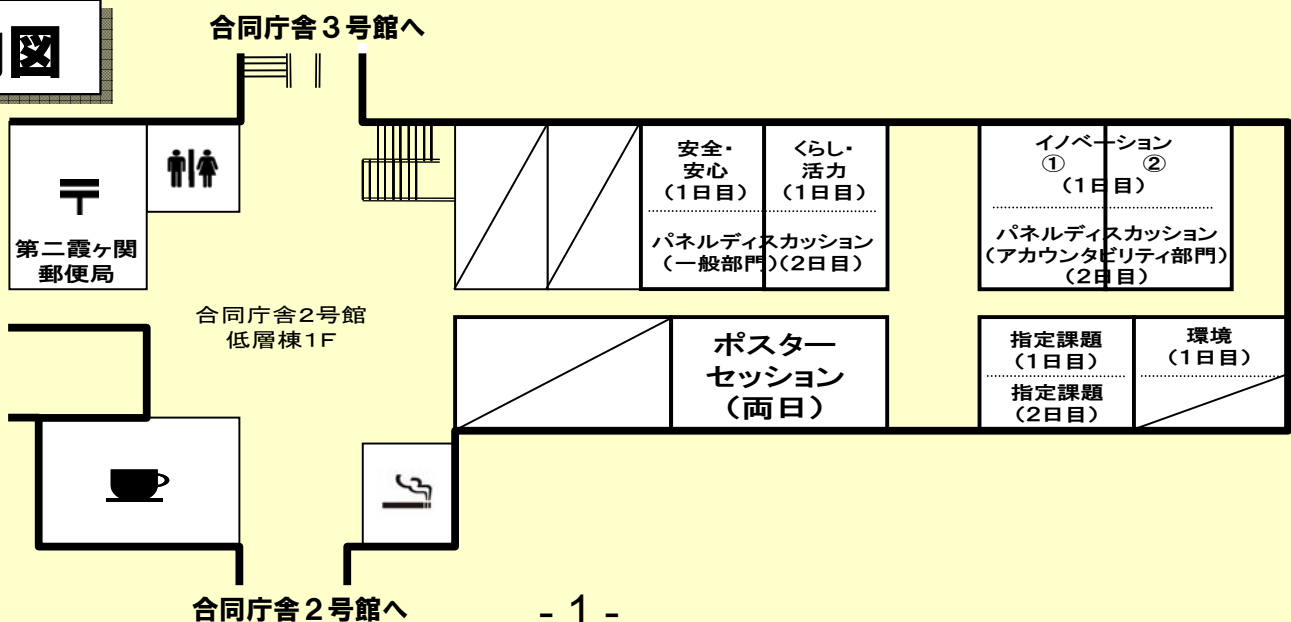 図
合同庁舎3号館へ
第二霞ヶ関
郵便局
安全・
安心
(1日目)
くらし・
活力
(1日目)
パネルディスカッション
(一般部門)(2日目)
イノベーション
① ②
(1日目)
パネルディスカッション
(アカウンタビリティ部門)
(2日目)
合同庁舎2号館
低層棟1F
ポスター
セッション
(両日)
指定課題
(1日目)
指定課題
(2日目)
環境
(1日目)
合同庁舎2号館へ
- 1 -